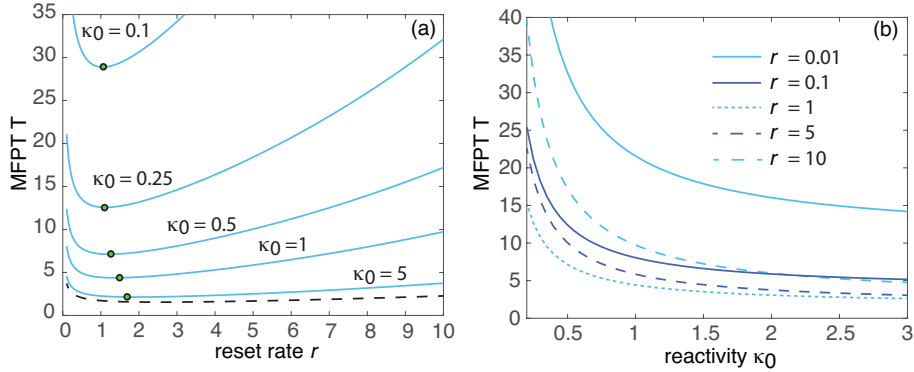 (a)
35
30
25
20
15
10
5
0
MFPT T
κ0 = 0.1
κ0 = 0.25
κ0 = 0.5
κ0 = 1
κ0 = 5
0 1 2 3 4 5 6 7 8 9 10
reset rate r
(b)
40
35
30
25
20
15
10
5
0
MFPT T
r = 0.01
r = 0.1
r = 1
r = 5
r = 10
0.5 1 1.5 2 2.5 3
reactivity κ0